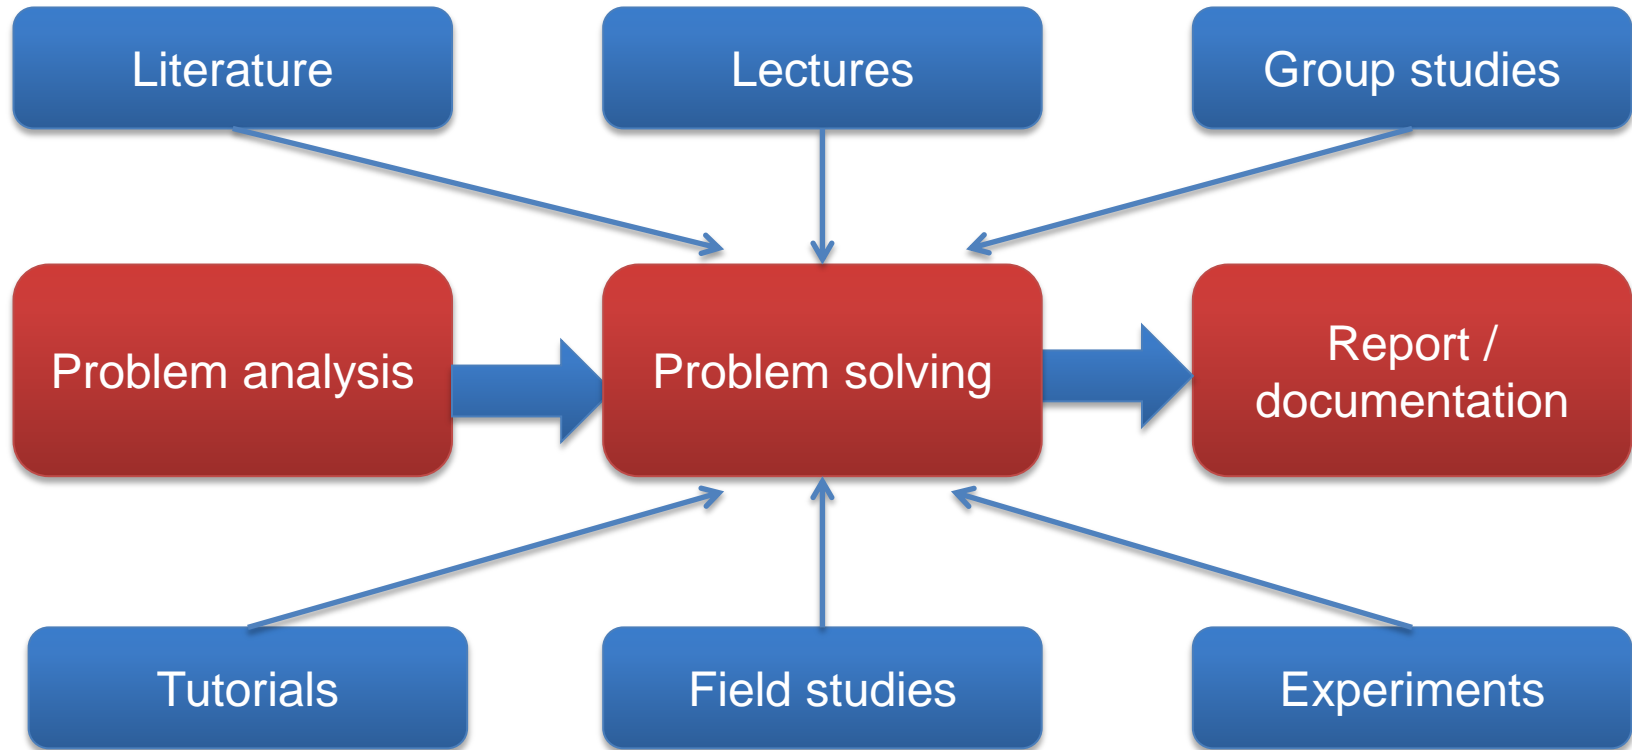 Literature
Lectures
Group studies
Problem analysis
Problem solving
Report /
documentation
Tutorials
Field studies
Experiments